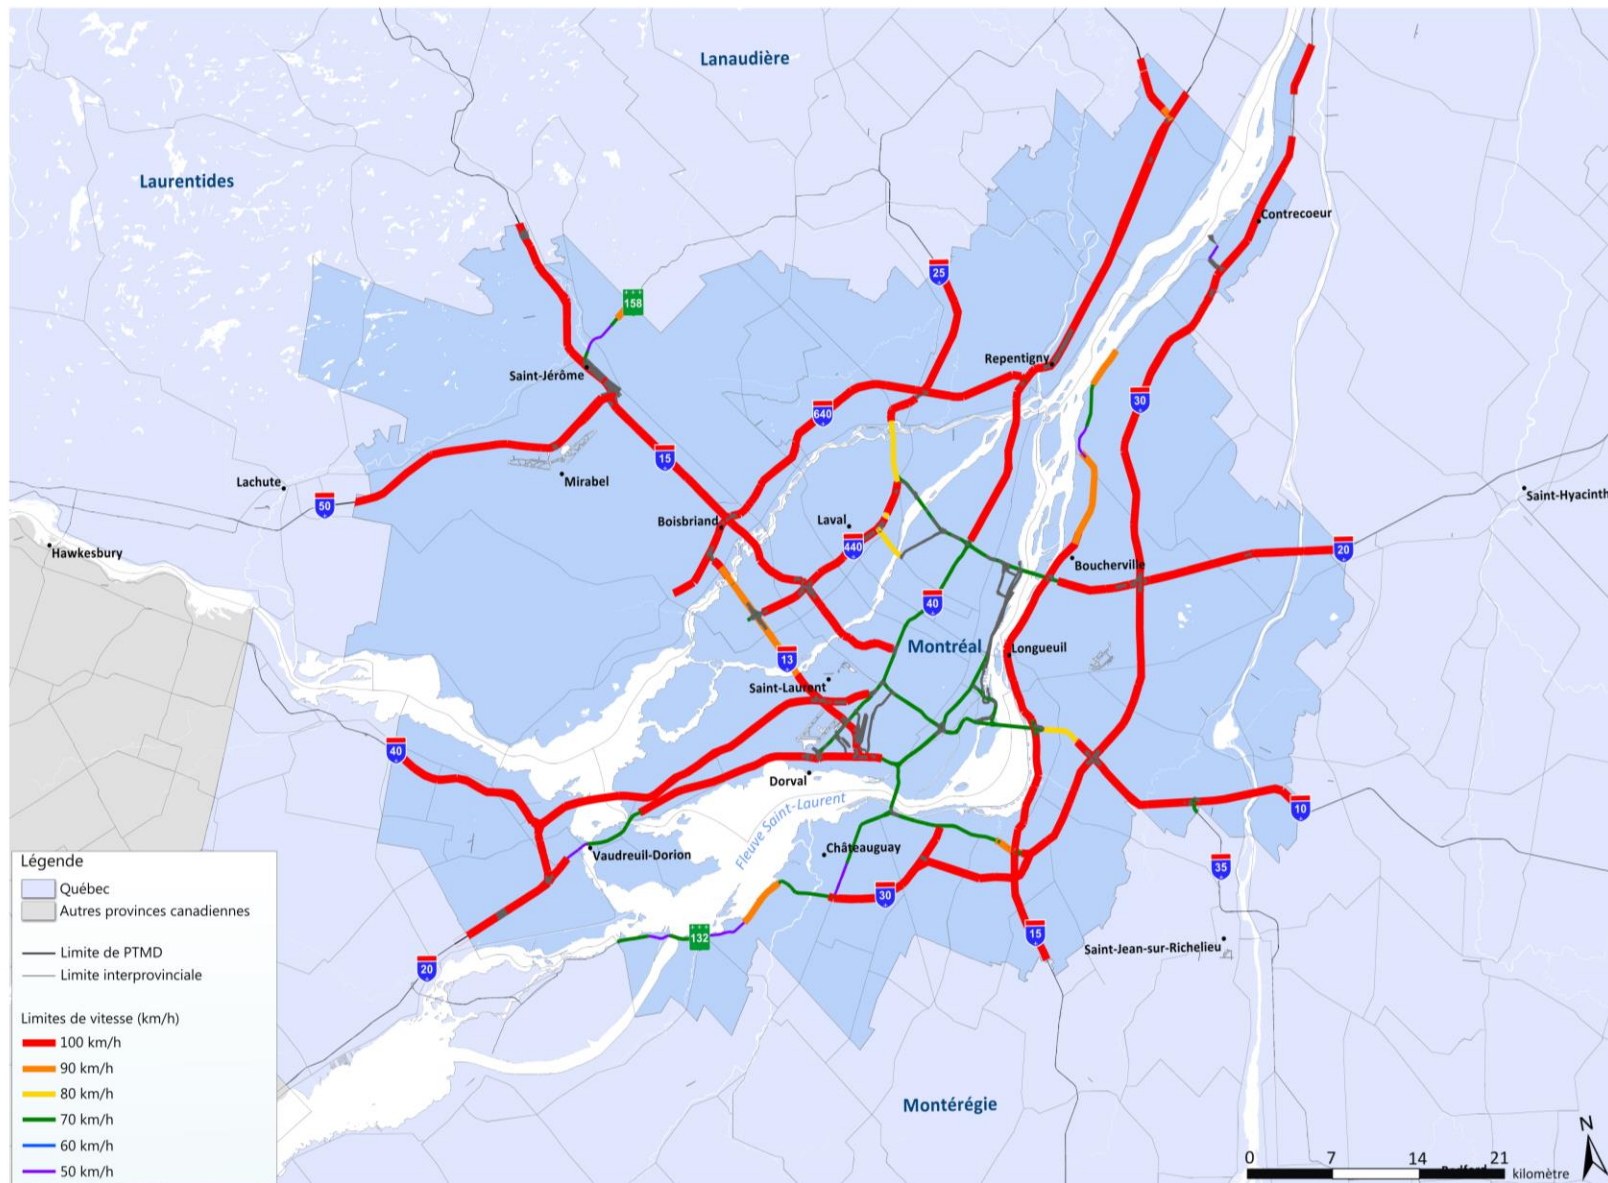 Lanaudière
Laurentides
Contrecoeur
25
158
Repentigny
Saint-Jérôme
30
640
15
Mirabel
Lachute
50
Saint-Hyacinth
Boisbriand
Laval
440
Hawkesbury
20
Boucherville
40
Montréal
Longueuil
13
Saint-Laurent
40
Dorval
Fleuve Saint-Laurent
10
Vaudreuil-Dorion
Châteauguay
35
30
132
15
Saint-Jean-sur-Richelieu
20
Montérégie
Légende
Québec
Autres provinces canadiennes
Limite de PTMD
Limite interprovinciale
Limites de vitesse (km/h)
100 km/h
90 km/h
80 km/h
70 km/h
60 km/h
50 km/h
N
0 7 14 21
kilomètre